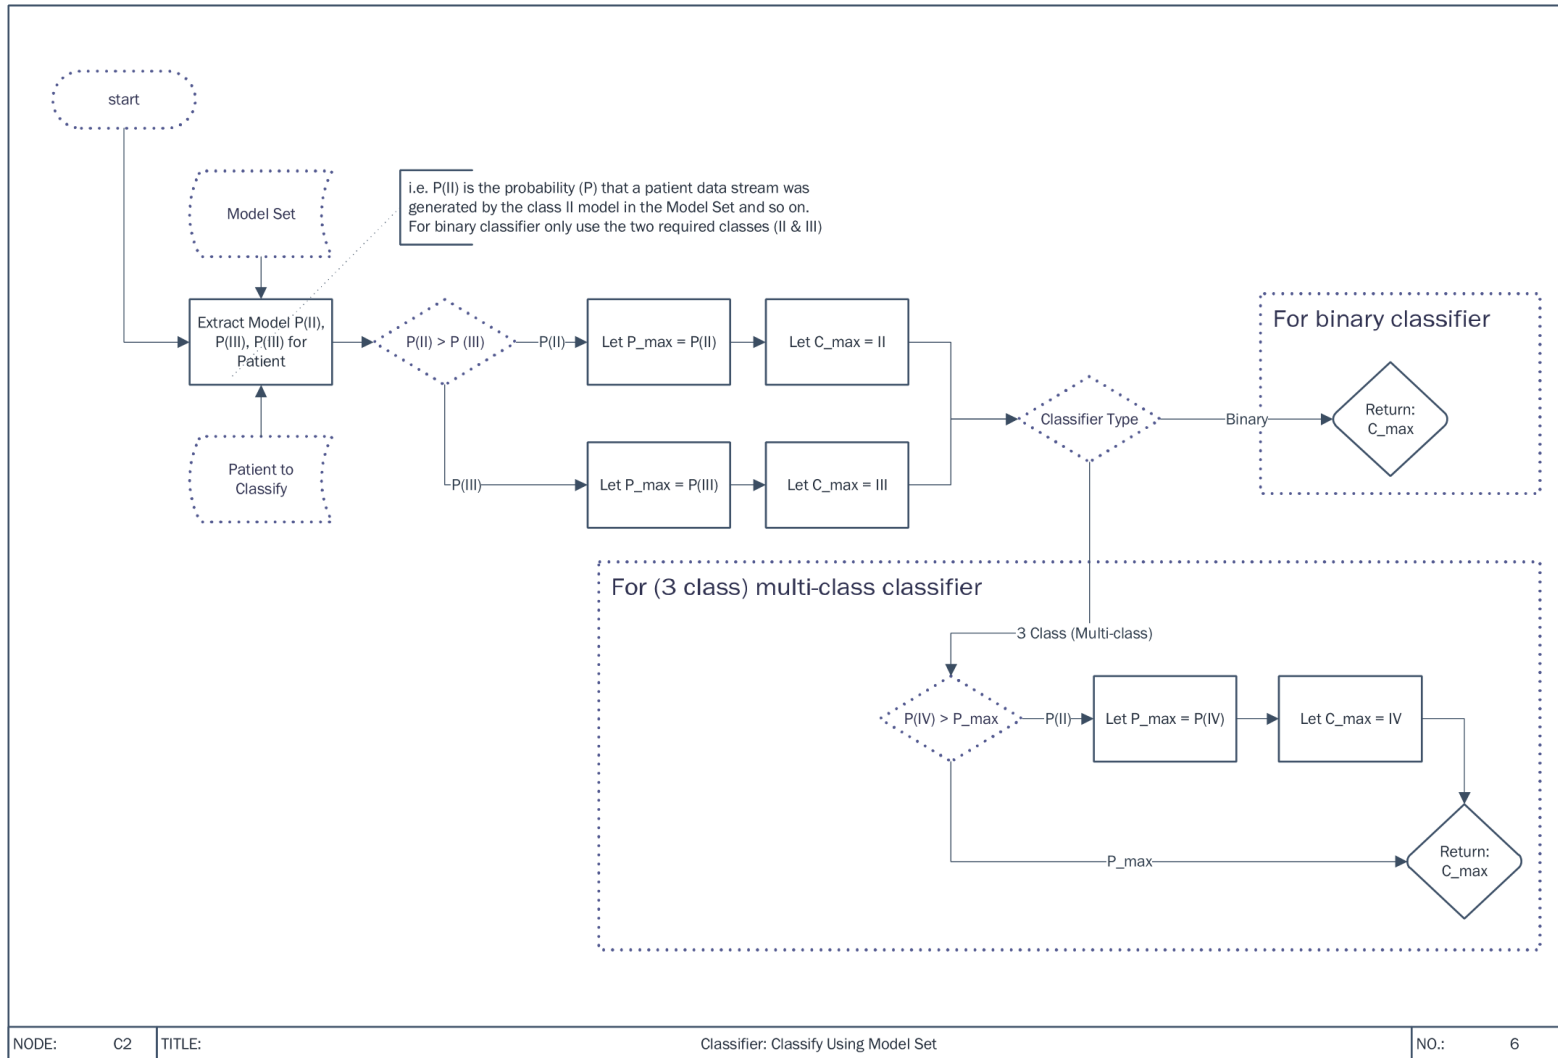 start
Model Set
i.e. P(II) is the probability (P) that a patient data stream was
generated by the class II model in the Model Set and so on.
For binary classifier only use the two required classes (II & III)
Extract Model P(II),
P(III), P(III) for
Patient
P(II) > P (III)
P(II)
Let P_max = P(II)
Let C_max = II
Patient to
Classify
P(III)
Let P_max = P(III)
Let C_max = III
Classifier Type
Binary
For binary classifier
Return:
C_max
For (3 class) multi-class classifier
3 Class (Multi-class)
P(IV) > P_max
P(II)
Let P_max = P(IV)
Let C_max = IV
P_max
Return:
C_max
NODE: C2 TITLE: Classifier: Classify Using Model Set NO.: 6